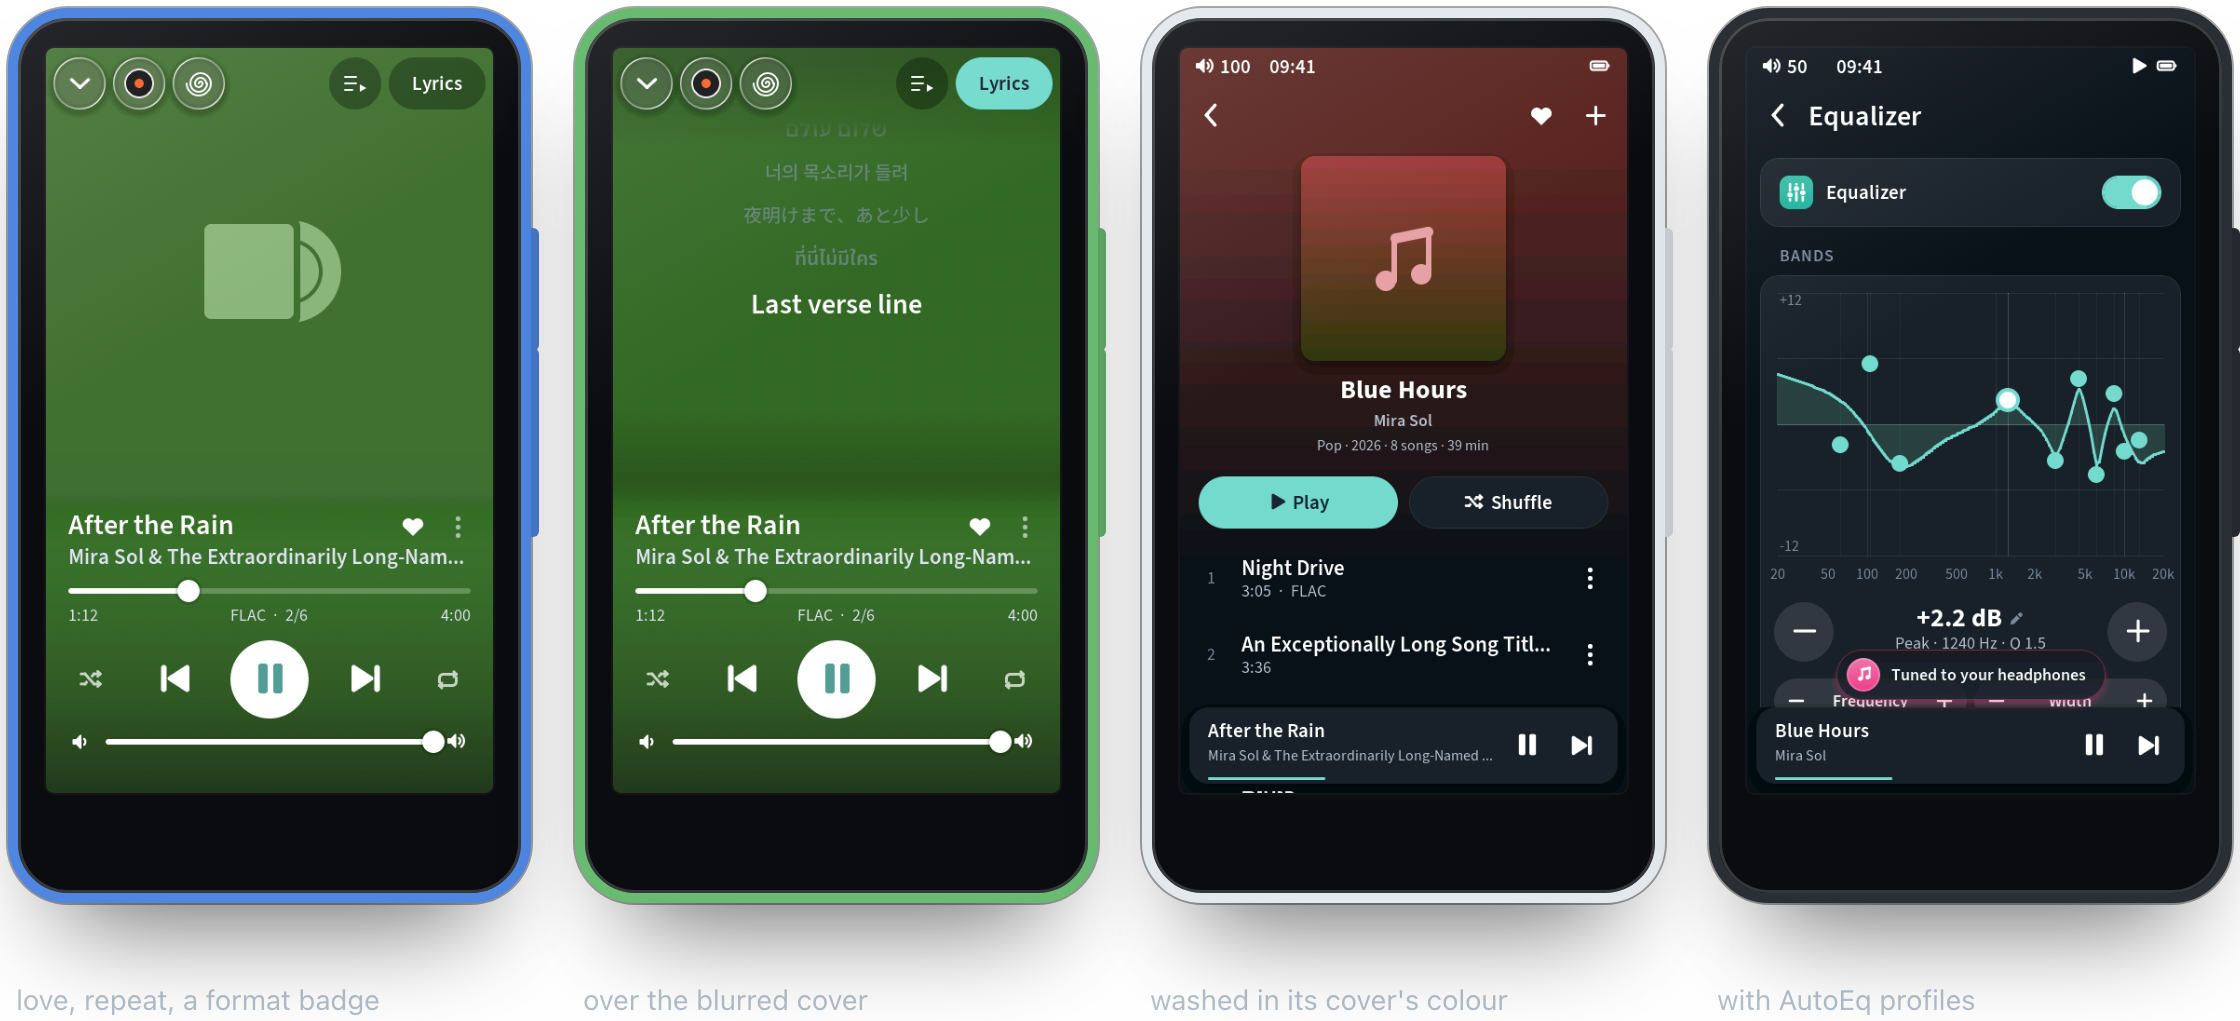 Lyrics
After the Rain
Mira Sol & The Extraordinarily Long-Nam...
1:12 FLAC · 2/6 4:00
love, repeat, a format badge
Lyrics
שלום עולם
너의 목소리가 들려
夜明けまで、あと少し
ที่นี่ไม่มีใคร
Last verse line
After the Rain
Mira Sol & The Extraordinarily Long-Nam...
1:12 FLAC · 2/6 4:00
over the blurred cover
100 09:41
Blue Hours
Mira Sol
Pop · 2026 · 8 songs · 39 min
Play Shuffle
1 Night Drive
3:05 · FLAC
2 An Exceptionally Long Song Titl...
3:36
After the Rain
Mira Sol & The Extraordinarily Long-Named ...
washed in its cover's colour
50 09:41
Equalizer
Equalizer
BANDS
+12
-12
20 50 100 200 500 1k 2k 5k 10k 20k
+2.2 dB
Peak · 1240 Hz · Q 1.5
Tuned to your headphones
Frequency Width
Blue Hours
Mira Sol
with AutoEq profiles